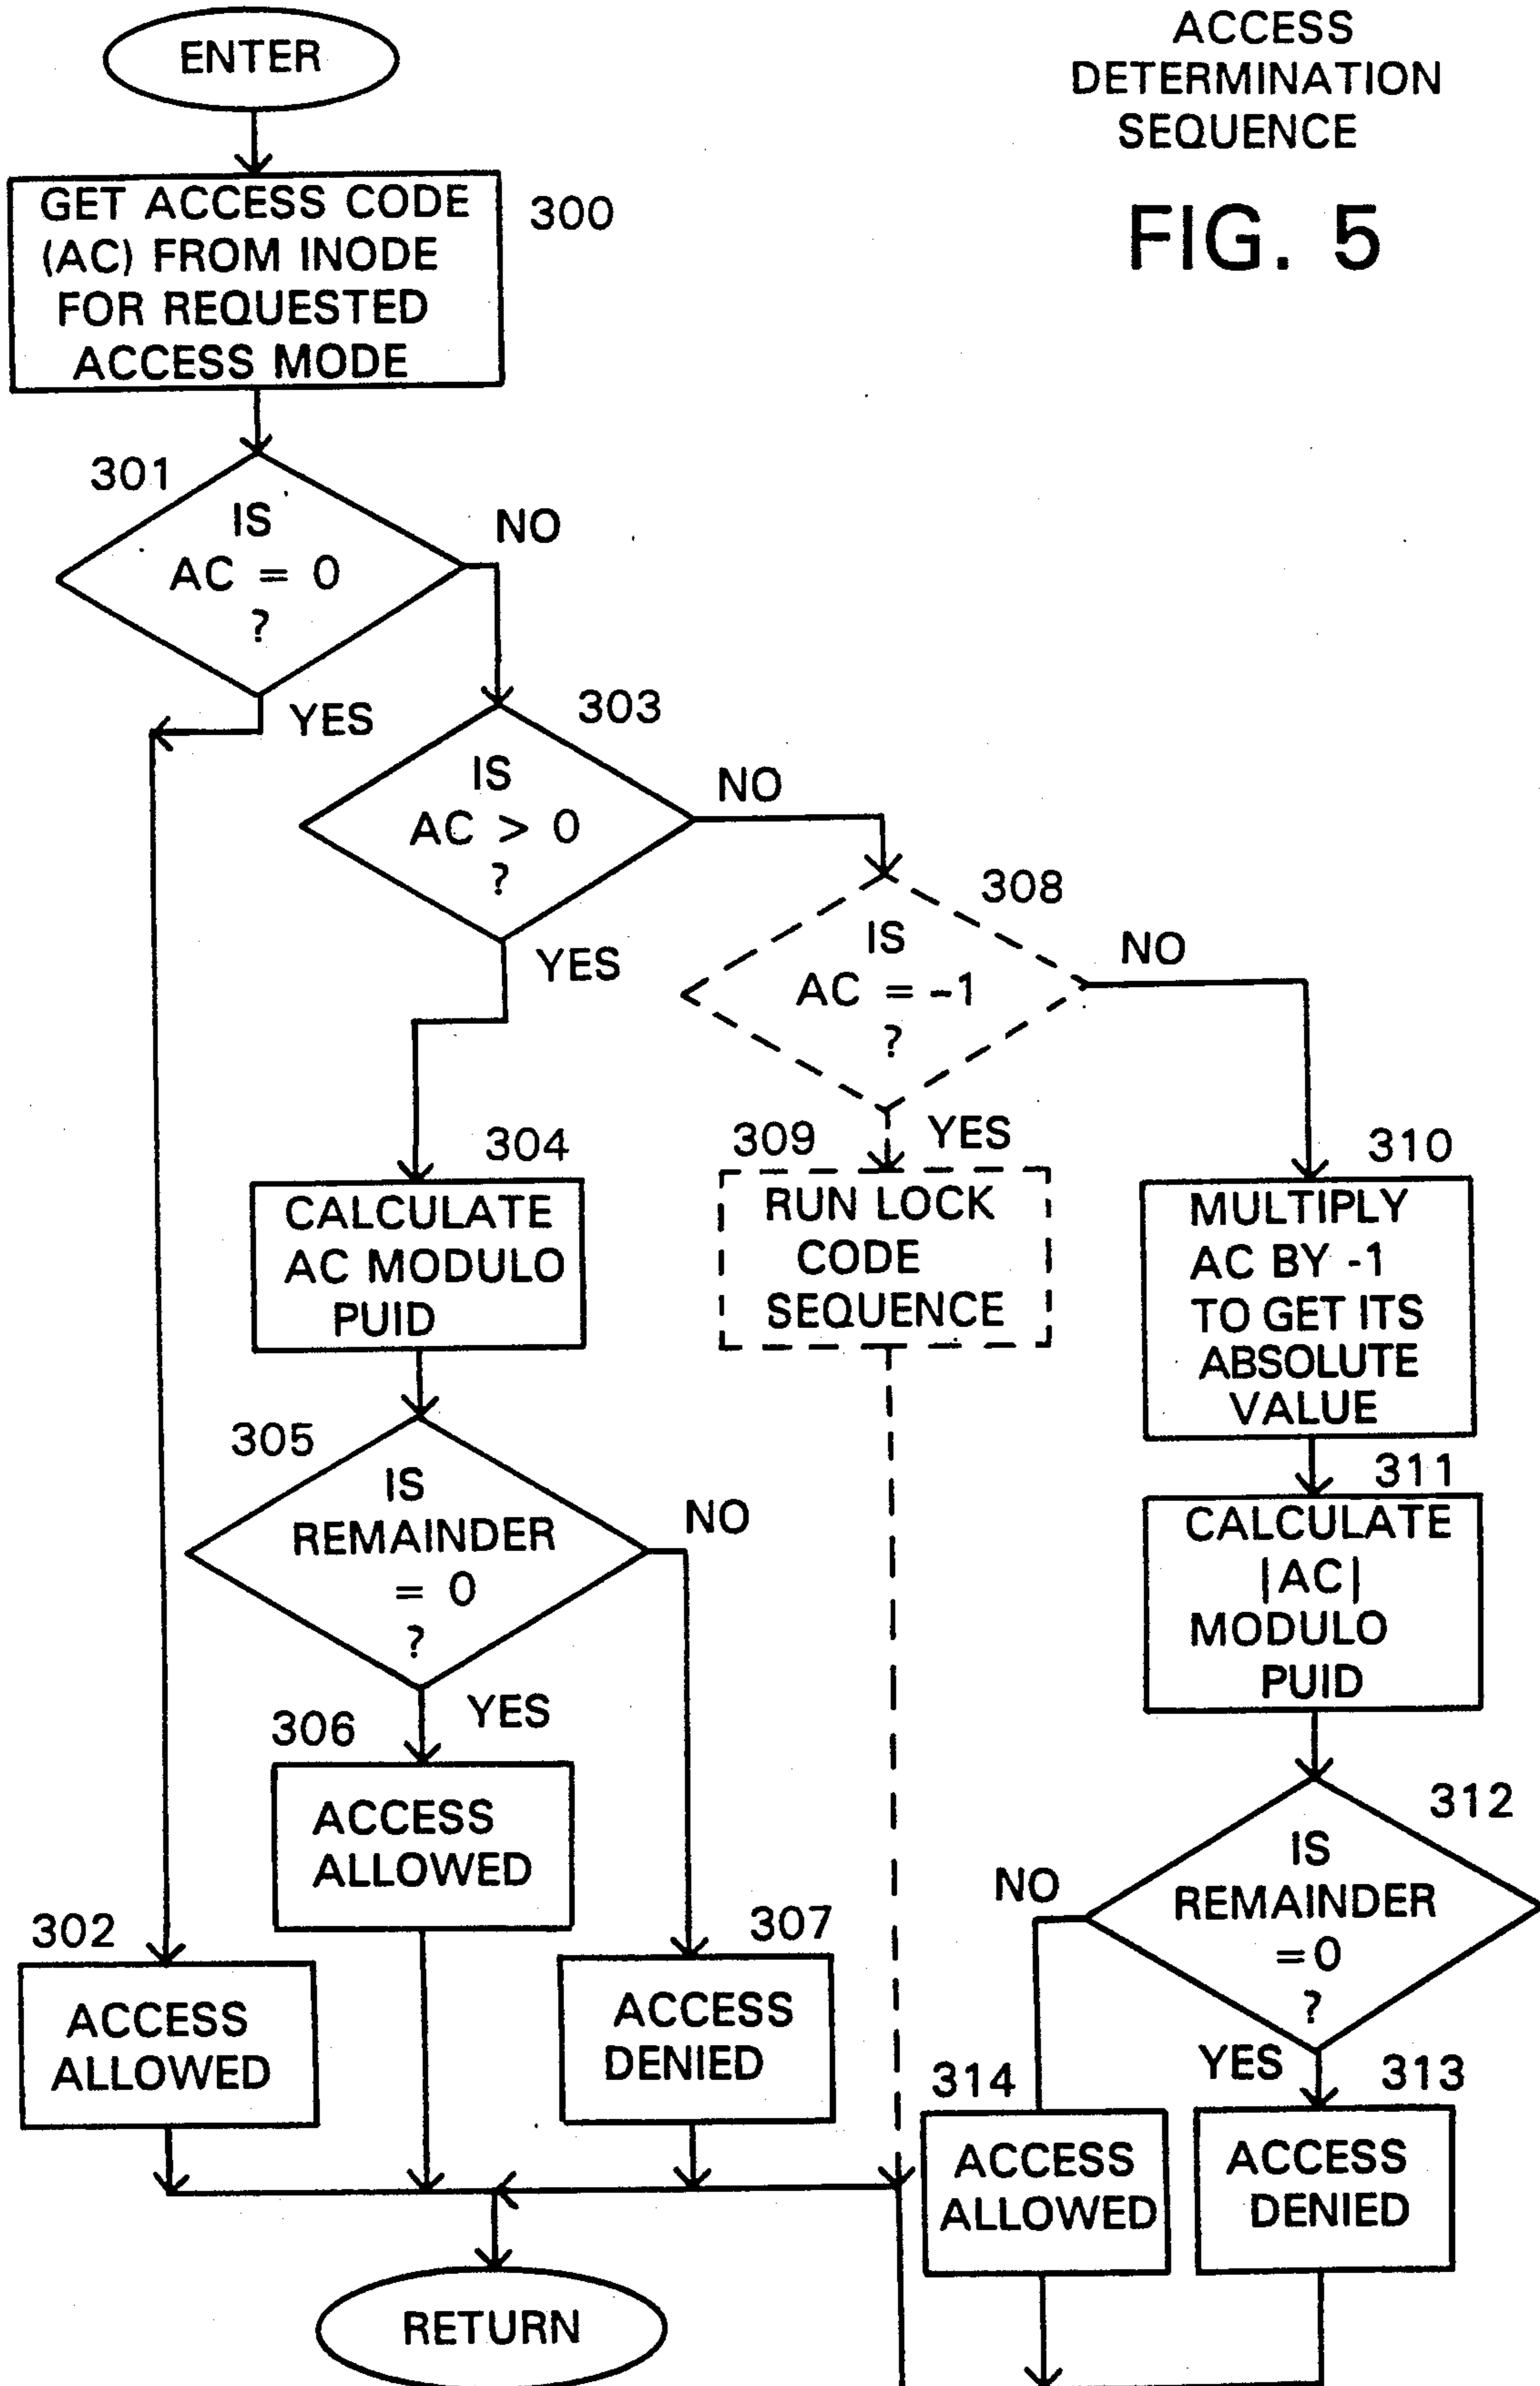 ACCESS
DETERMINATION
SEQUENCE
FIG. 5
ENTER
GET ACCESS CODE
(AC) FROM INODE
FOR REQUESTED
ACCESS MODE
300
301
IS
AC = 0
?
NO
YES
303
IS
AC > 0
?
NO
YES
308
IS
AC = -1
?
NO
YES
309
RUN LOCK
CODE
SEQUENCE
304
CALCULATE
AC MODULO
PUID
305
IS
REMAINDER
= 0
?
NO
YES
306
ACCESS
ALLOWED
302
ACCESS
ALLOWED
307
ACCESS
DENIED
310
MULTIPLY
AC BY -1
TO GET ITS
ABSOLUTE
VALUE
311
CALCULATE
|AC|
MODULO
PUID
312
IS
REMAINDER
=0
?
NO
YES
314
ACCESS
ALLOWED
313
ACCESS
DENIED
RETURN